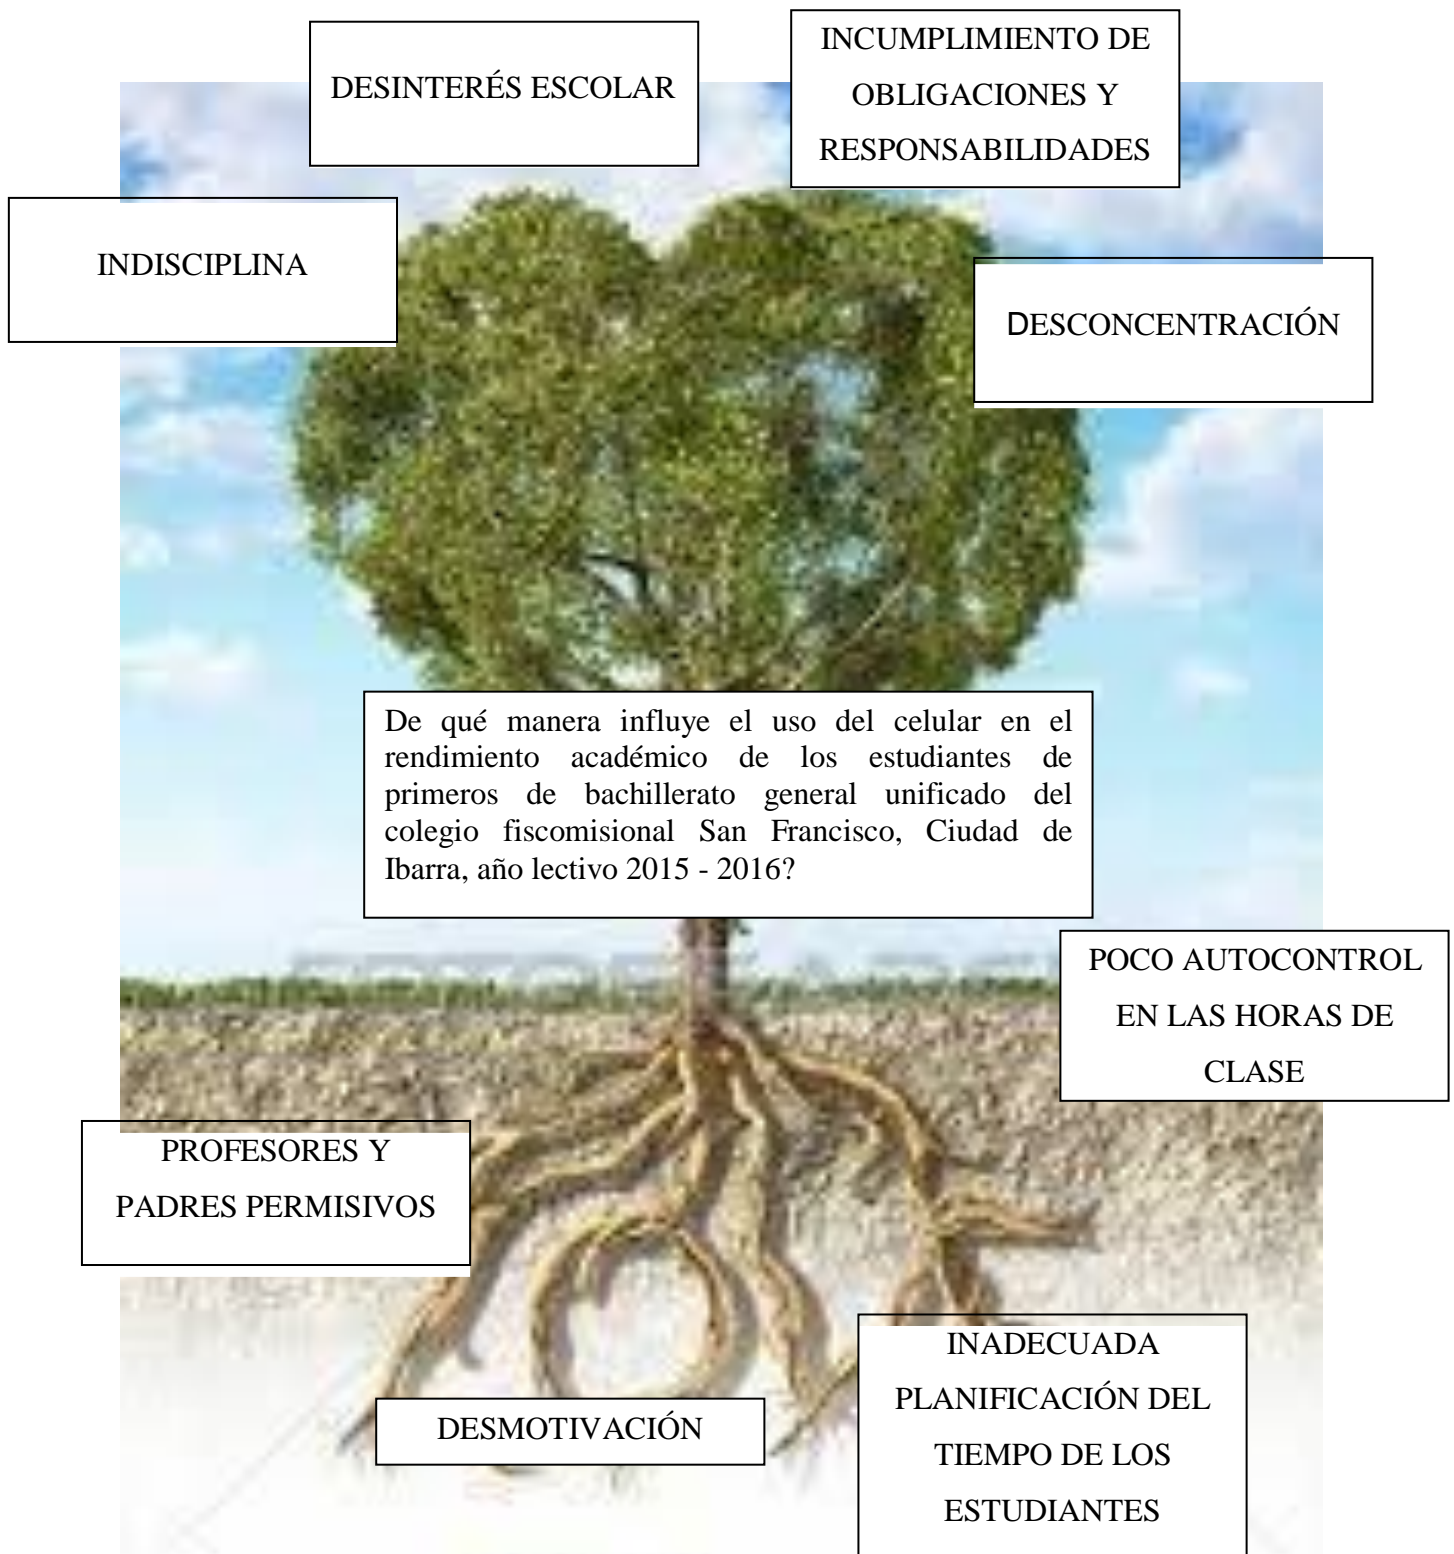 DESINTERÉS ESCOLAR
INCUMPLIMIENTO DE
OBLIGACIONES Y
RESPONSABILIDADES
INDISCIPLINA
DESCONCENTRACIÓN
De qué manera influye el uso del celular en el
rendimiento académico de los estudiantes de
primeros de bachillerato general unificado del
colegio fiscomisional San Francisco, Ciudad de
Ibarra, año lectivo 2015 - 2016?
POCO AUTOCONTROL
EN LAS HORAS DE
CLASE
PROFESORES Y
PADRES PERMISIVOS
DESMOTIVACIÓN
INADECUADA
PLANIFICACIÓN DEL
TIEMPO DE LOS
ESTUDIANTES